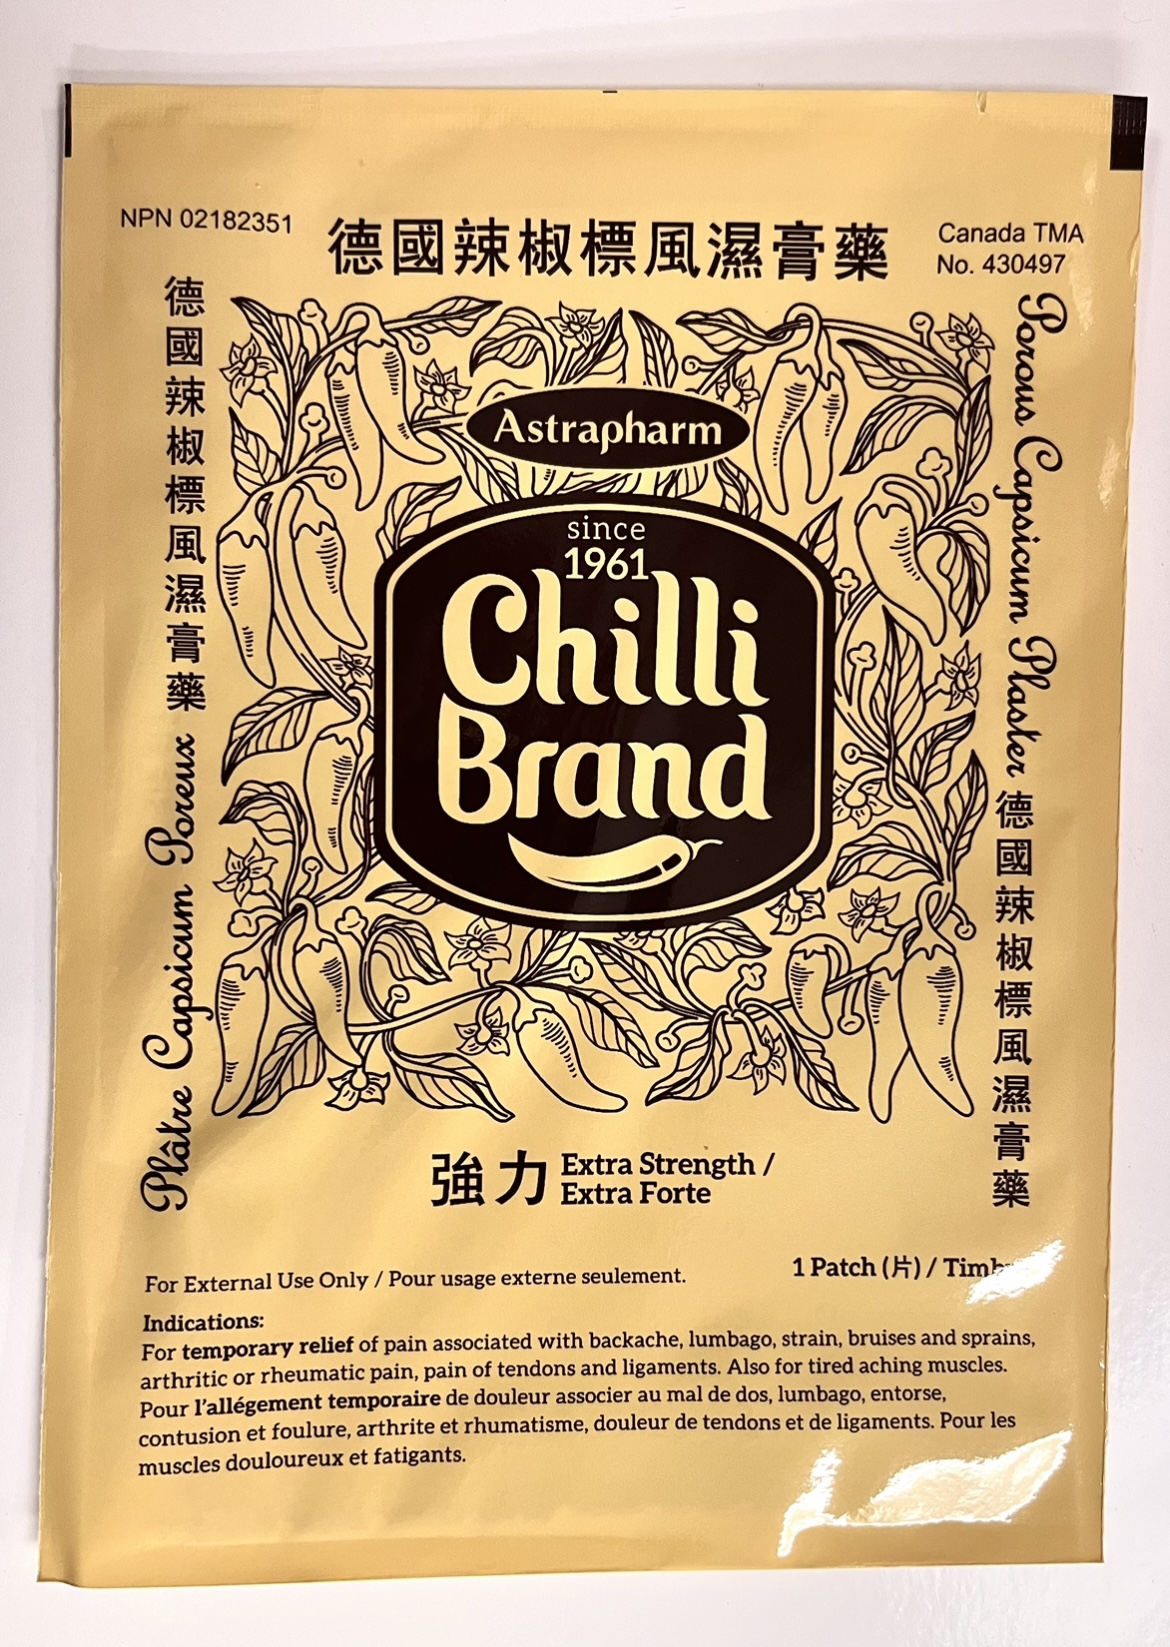 NPN 02182351
德國辣椒標風濕膏藥
Canada TMA
No. 430497
德國辣椒標風濕膏藥
Plâtre Capsicum Poreux
Porous Capsicum Plaster
德國辣椒標風濕膏藥
Astrapharm
since
1961
Chilli
Brand
強力
Extra Strength /
Extra Forte
For External Use Only / Pour usage externe seulement.
1 Patch (片) /
Indications:
For temporary relief of pain associated with backache, lumbago, strain, bruises and sprains,
arthritic or rheumatic pain, pain of tendons and ligaments. Also for tired aching muscles.
Pour l'allégement temporaire de douleur associer au mal de dos, lumbago, entorse,
contusion et foulure, arthrite et rhumatisme, douleur de tendons et de ligaments. Pour les
muscles douloureux et fatigants.